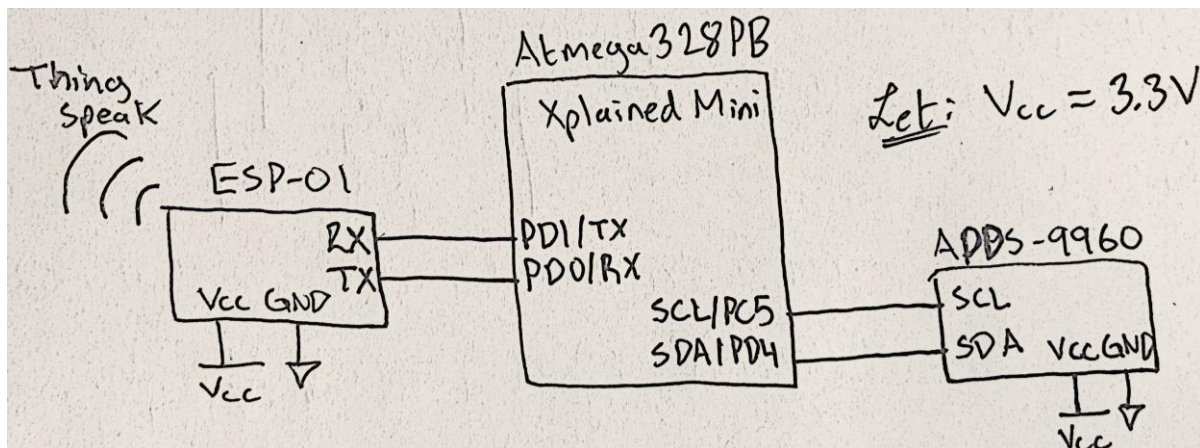 Thing
Speak
ESP-01
RX
TX
Vcc GND
Vcc
Atmega328PB
Xplained Mini
PD1/TX
PD0/RX
SCL/PC5
SDA/PD4
Let: Vcc = 3.3V
ADDS-9960
SCL
SDA Vcc GND
Vcc